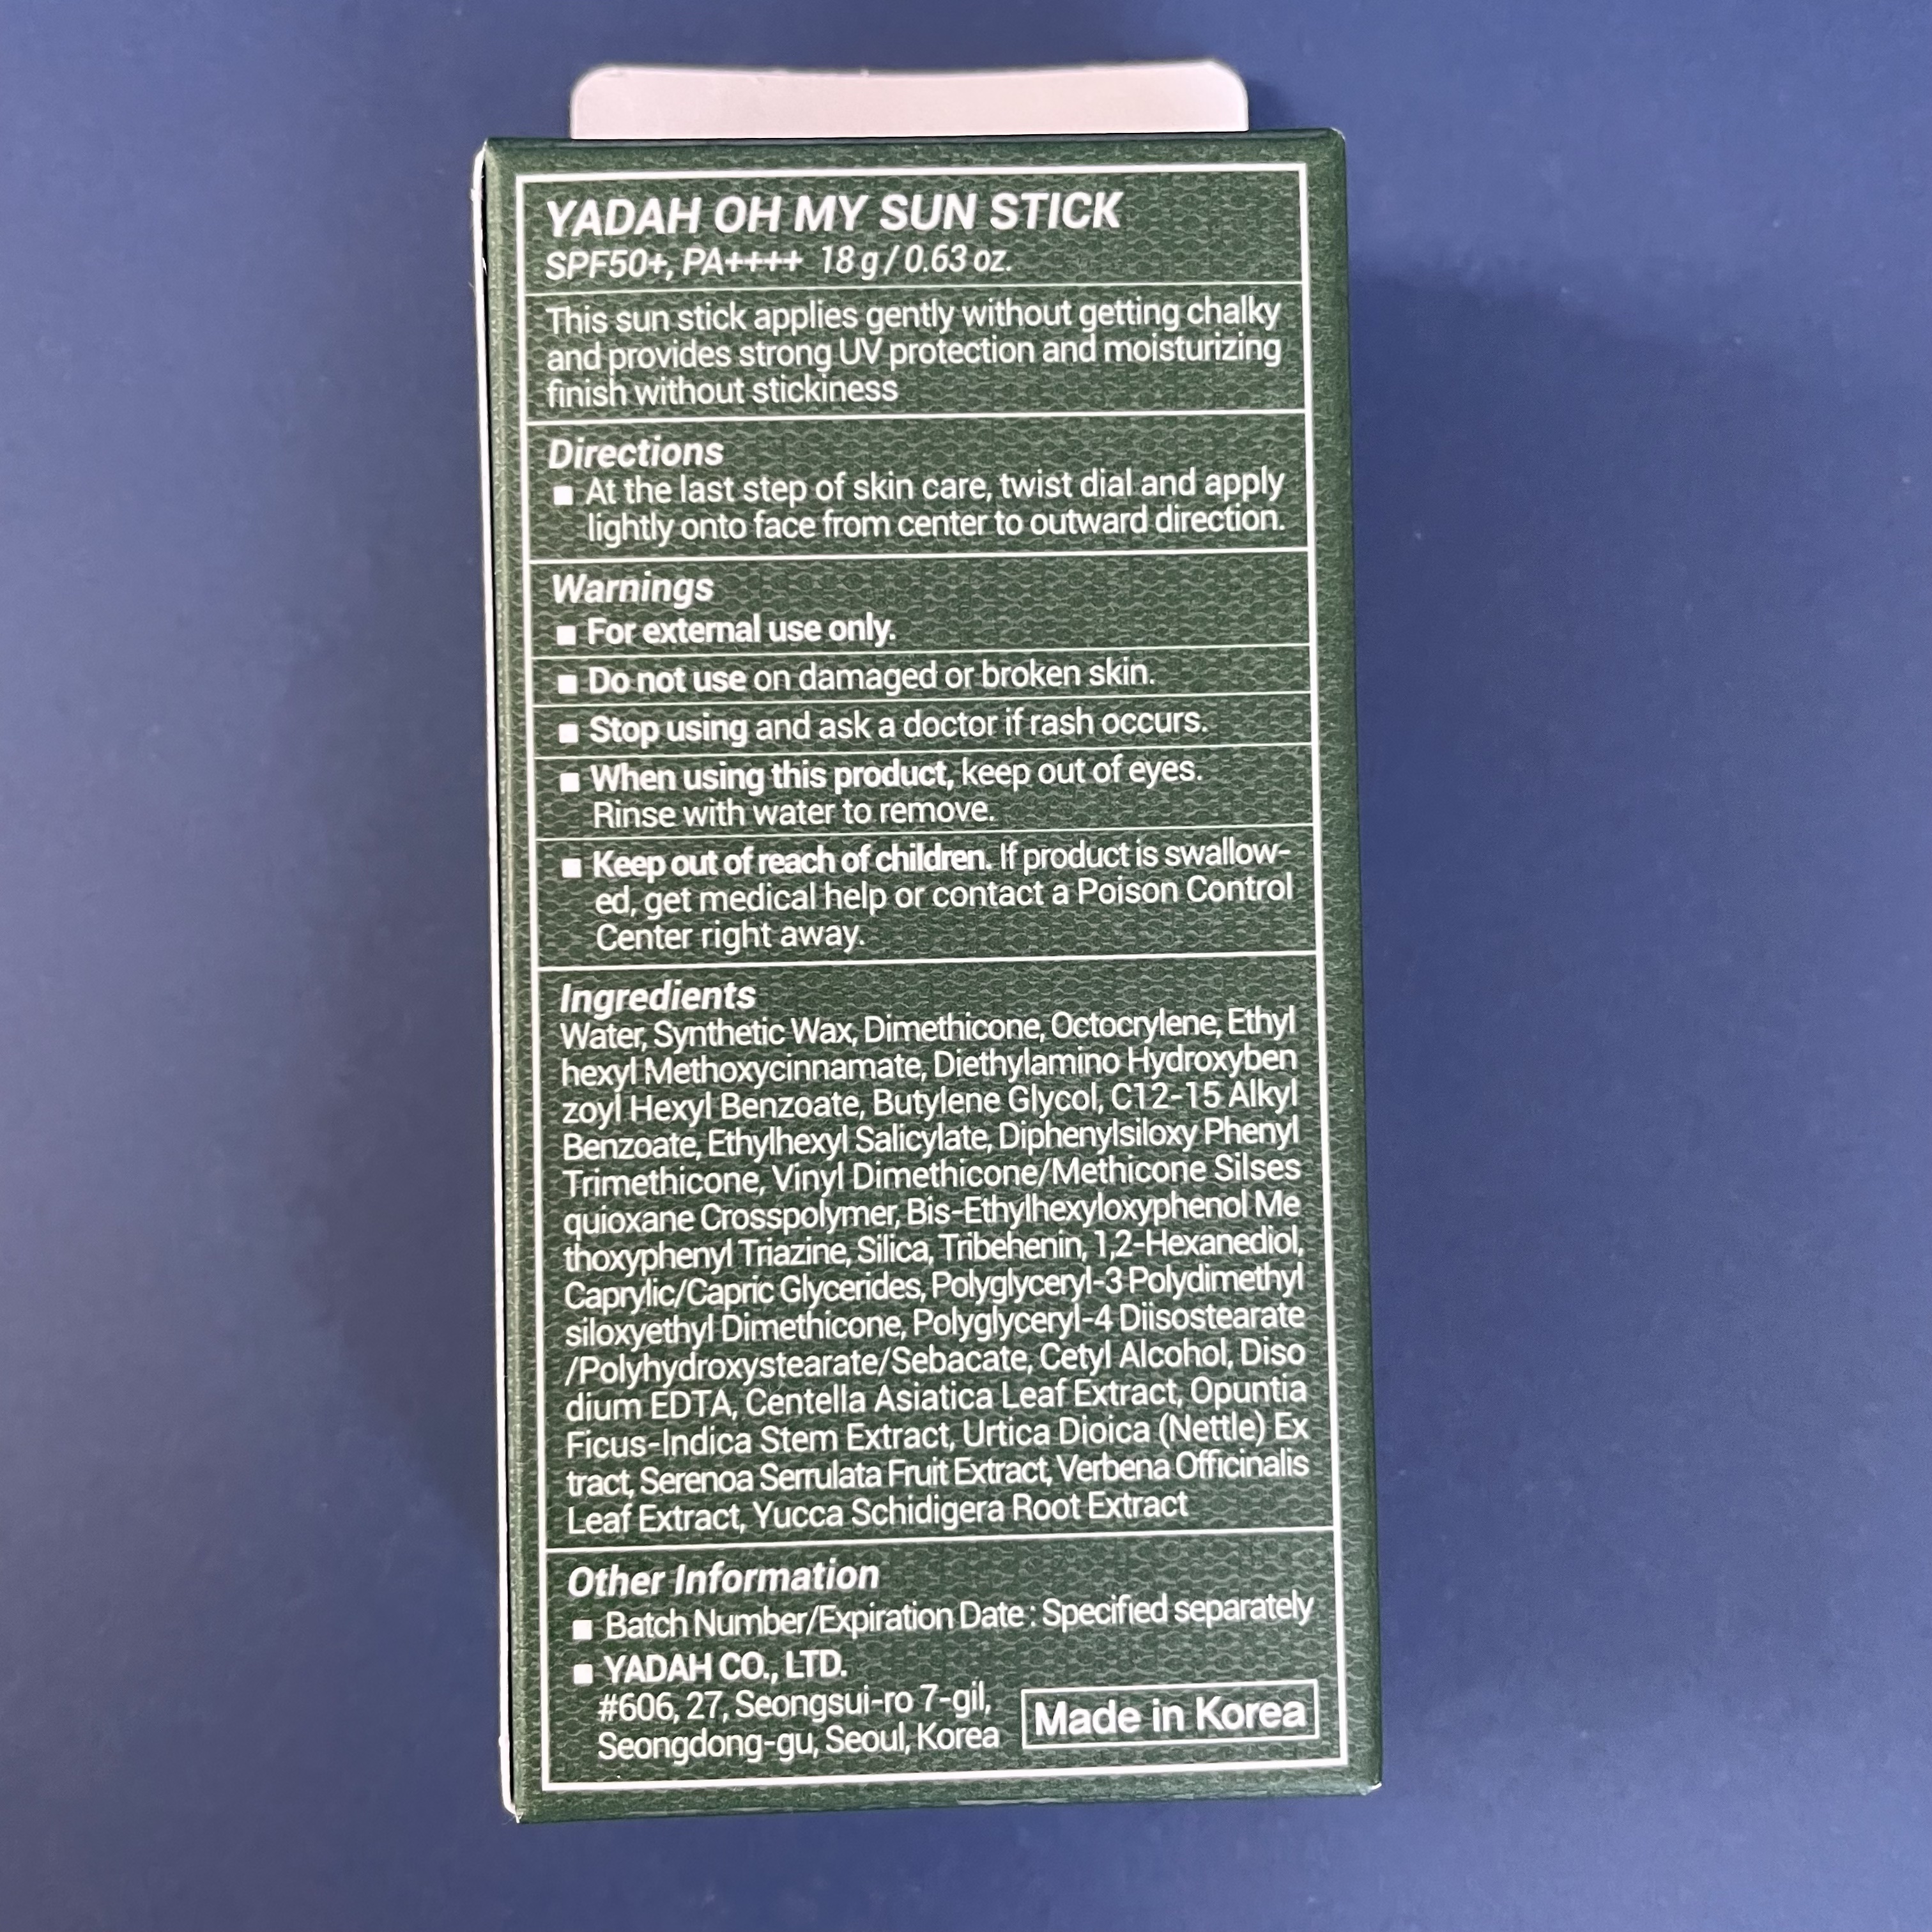 YADAH OH MY SUN STICK
SPF50+, PA++++ 18 g / 0.63 oz.
This sun stick applies gently without getting chalky
and provides strong UV protection and moisturizing
finish without stickiness
Directions
■ At the last step of skin care, twist dial and apply
lightly onto face from center to outward direction.
Warnings
■ For external use only.
■ Do not use on damaged or broken skin.
■ Stop using and ask a doctor if rash occurs.
■ When using this product, keep out of eyes.
Rinse with water to remove.
■ Keep out of reach of children. If product is swallow-
ed, get medical help or contact a Poison Control
Center right away.
Ingredients
Water, Synthetic Wax, Dimethicone, Octocrylene, Ethyl
hexyl Methoxycinnamate, Diethylamino Hydroxyben
zoyl Hexyl Benzoate, Butylene Glycol, C12-15 Alkyl
Benzoate, Ethylhexyl Salicylate, Diphenylsiloxy Phenyl
Trimethicone, Vinyl Dimethicone/Methicone Silses
quioxane Crosspolymer, Bis-Ethylhexyloxyphenol Me
thoxyphenyl Triazine, Silica, Tribehenin, 1,2-Hexanediol,
Caprylic/Capric Glycerides, Polyglyceryl-3 Polydimethyl
siloxyethyl Dimethicone, Polyglyceryl-4 Diisostearate
/Polyhydroxystearate/Sebacate, Cetyl Alcohol, Diso
dium EDTA, Centella Asiatica Leaf Extract, Opuntia
Ficus-Indica Stem Extract, Urtica Dioica (Nettle) Ex
tract, Serenoa Serrulata Fruit Extract, Verbena Officinalis
Leaf Extract, Yucca Schidigera Root Extract
Other Information
■ Batch Number/Expiration Date : Specified separately
■ YADAH CO., LTD.
#606, 27, Seongsui-ro 7-gil,
Seongdong-gu, Seoul, Korea
Made in Korea